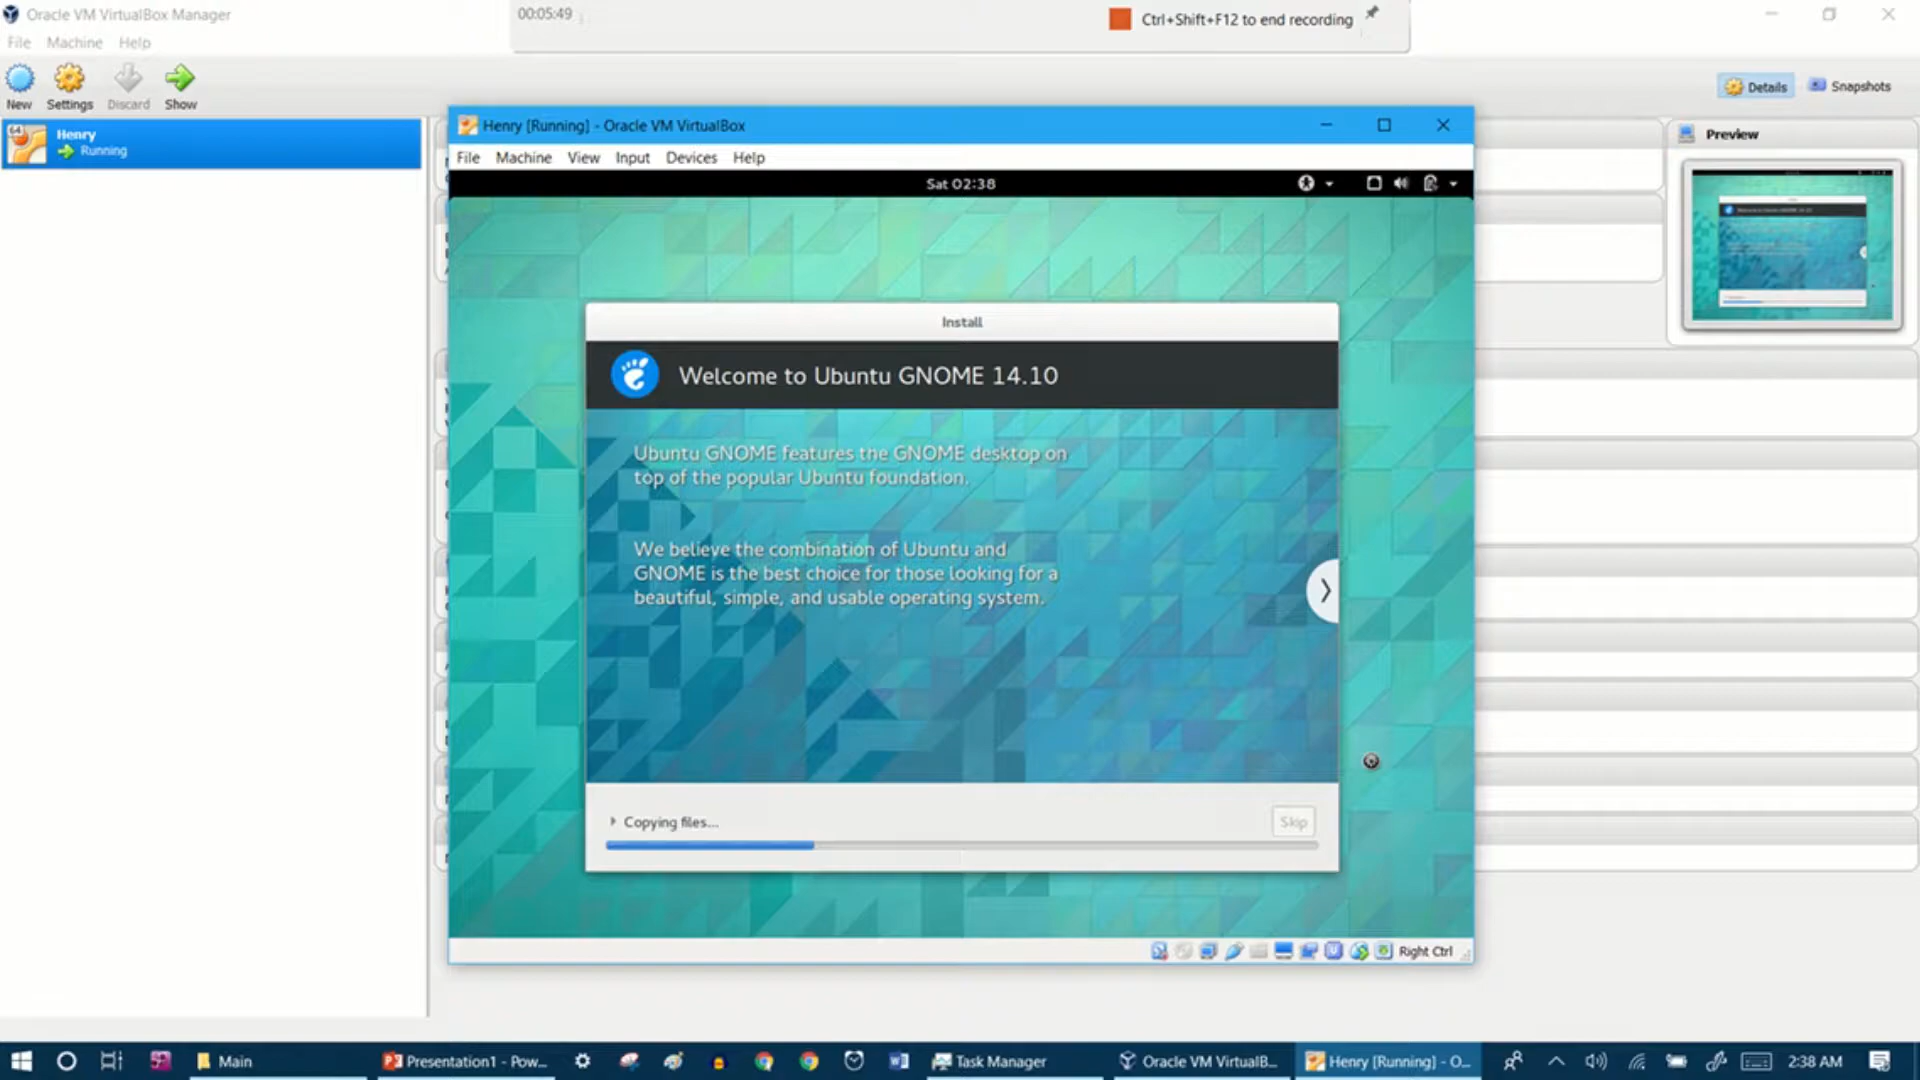 Oracle VM VirtualBox Manager
00:05:49
Ctrl+Shift+F12 to end recording
File Machine Help
New Settings Discard Show
Details Snapshots
Henry
Running
Preview
Henry [Running] - Oracle VM VirtualBox
File Machine View Input Devices Help
Sat 02:38
Install
Welcome to Ubuntu GNOME 14.10
Ubuntu GNOME features the GNOME desktop on
top of the popular Ubuntu foundation.
We believe the combination of Ubuntu and
GNOME is the best choice for those looking for a
beautiful, simple, and usable operating system.
Copying files...
Skip
Right Ctrl
Main
Presentation1 - Pow...
Task Manager
Oracle VM VirtualB...
Henry [Running] - O...
2:38 AM